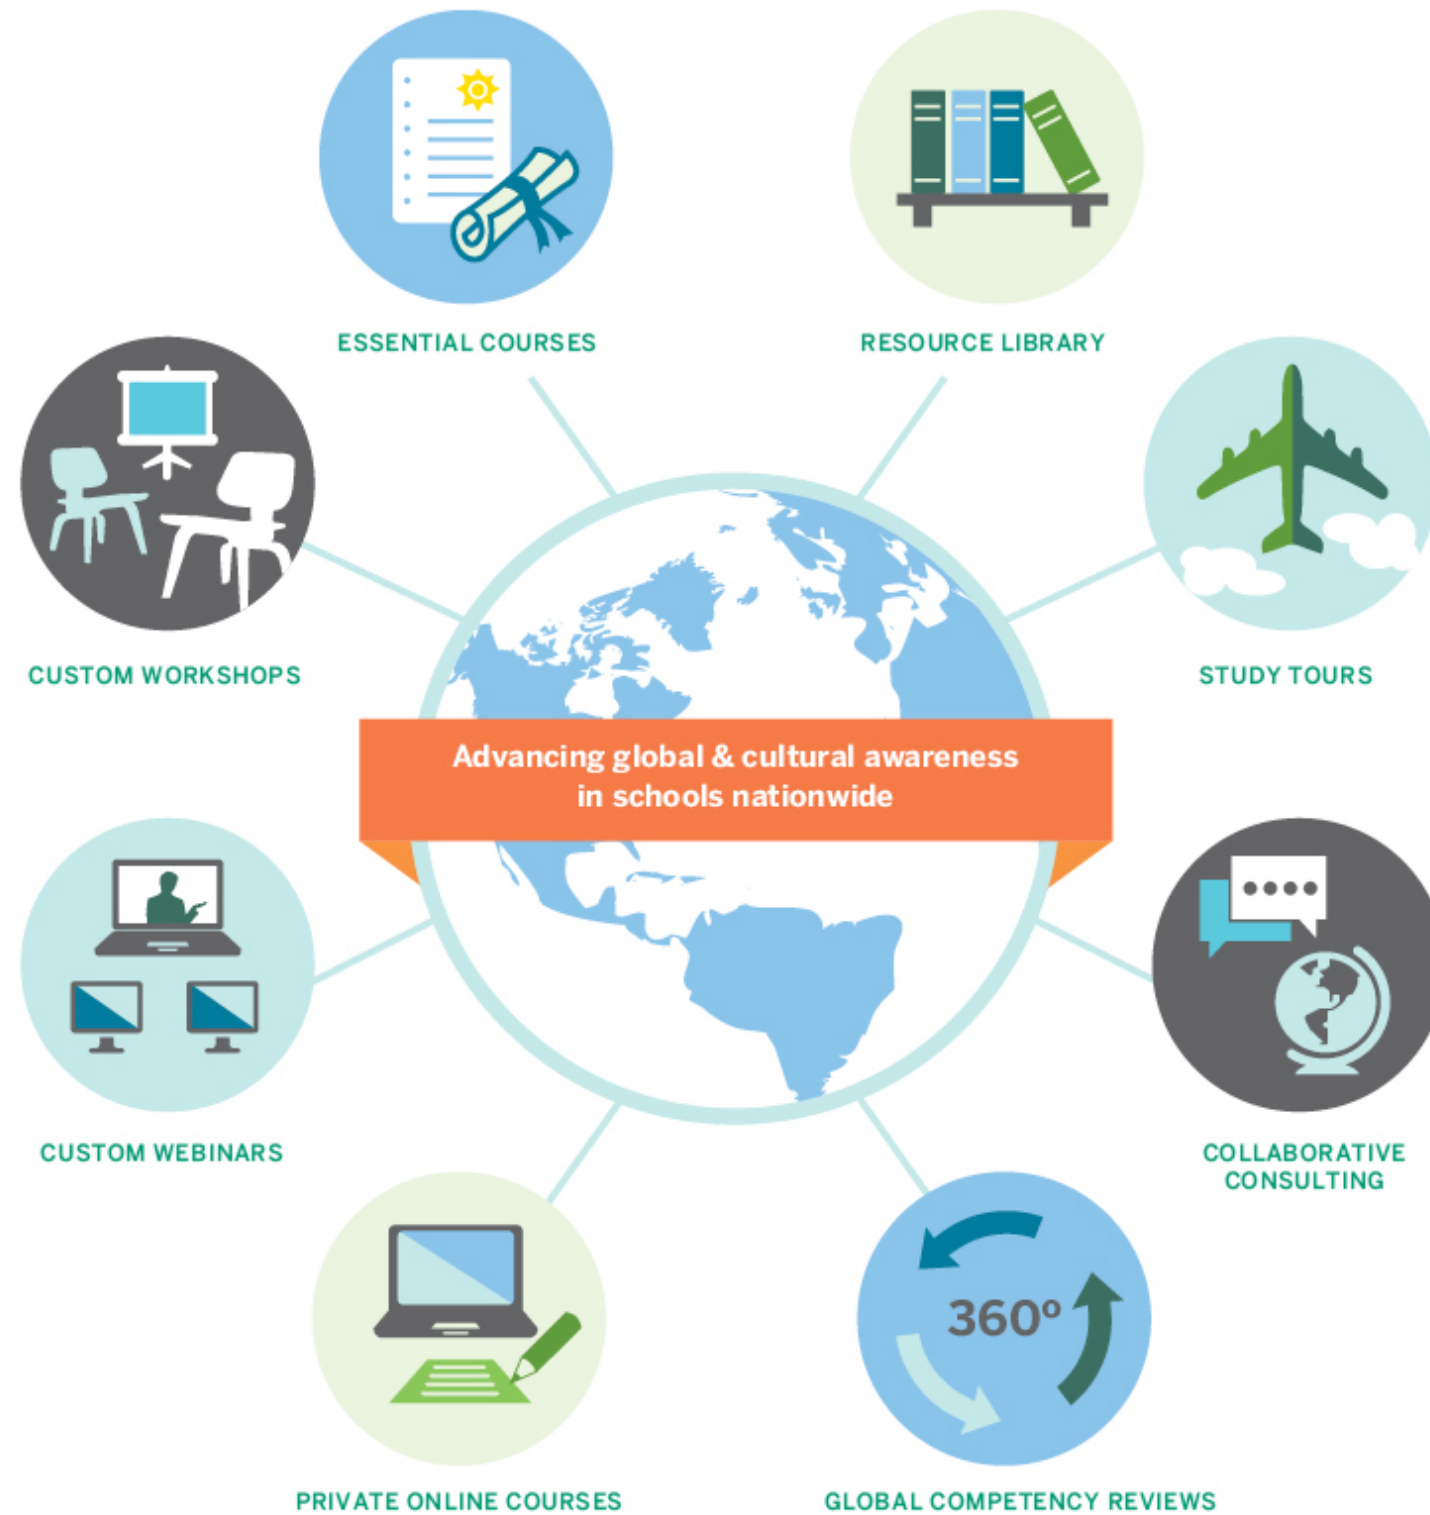 ESSENTIAL COURSES
RESOURCE LIBRARY
CUSTOM WORKSHOPS
STUDY TOURS
Advancing global & cultural awareness
in schools nationwide
CUSTOM WEBINARS
COLLABORATIVE
CONSULTING
360º
PRIVATE ONLINE COURSES
GLOBAL COMPETENCY REVIEWS